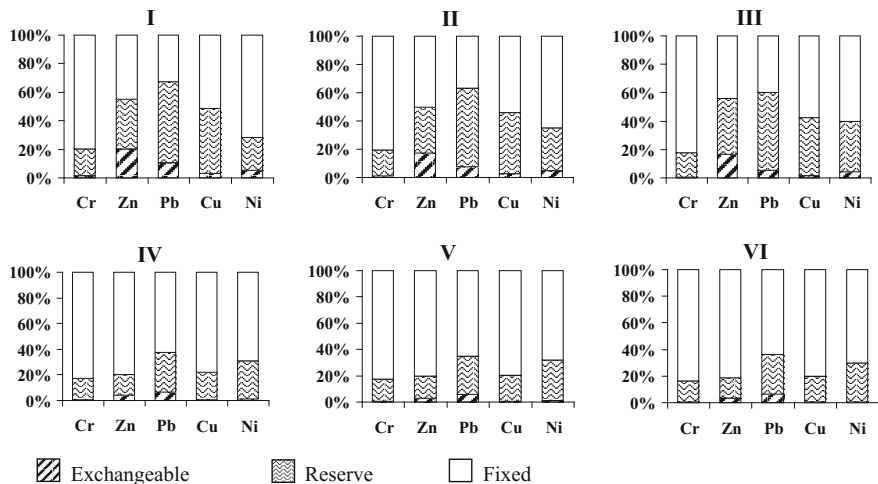 I II III
100% 100% 100%
80% 80% 80%
60% 60% 60%
40% 40% 40%
20% 20% 20%
0% 0% 0%
Cr Zn Pb Cu Ni Cr Zn Pb Cu Ni Cr Zn Pb Cu Ni
IV V VI
100% 100% 100%
80% 80% 80%
60% 60% 60%
40% 40% 40%
20% 20% 20%
0% 0% 0%
Cr Zn Pb Cu Ni Cr Zn Pb Cu Ni Cr Zn Pb Cu Ni
Exchangeable Reserve Fixed